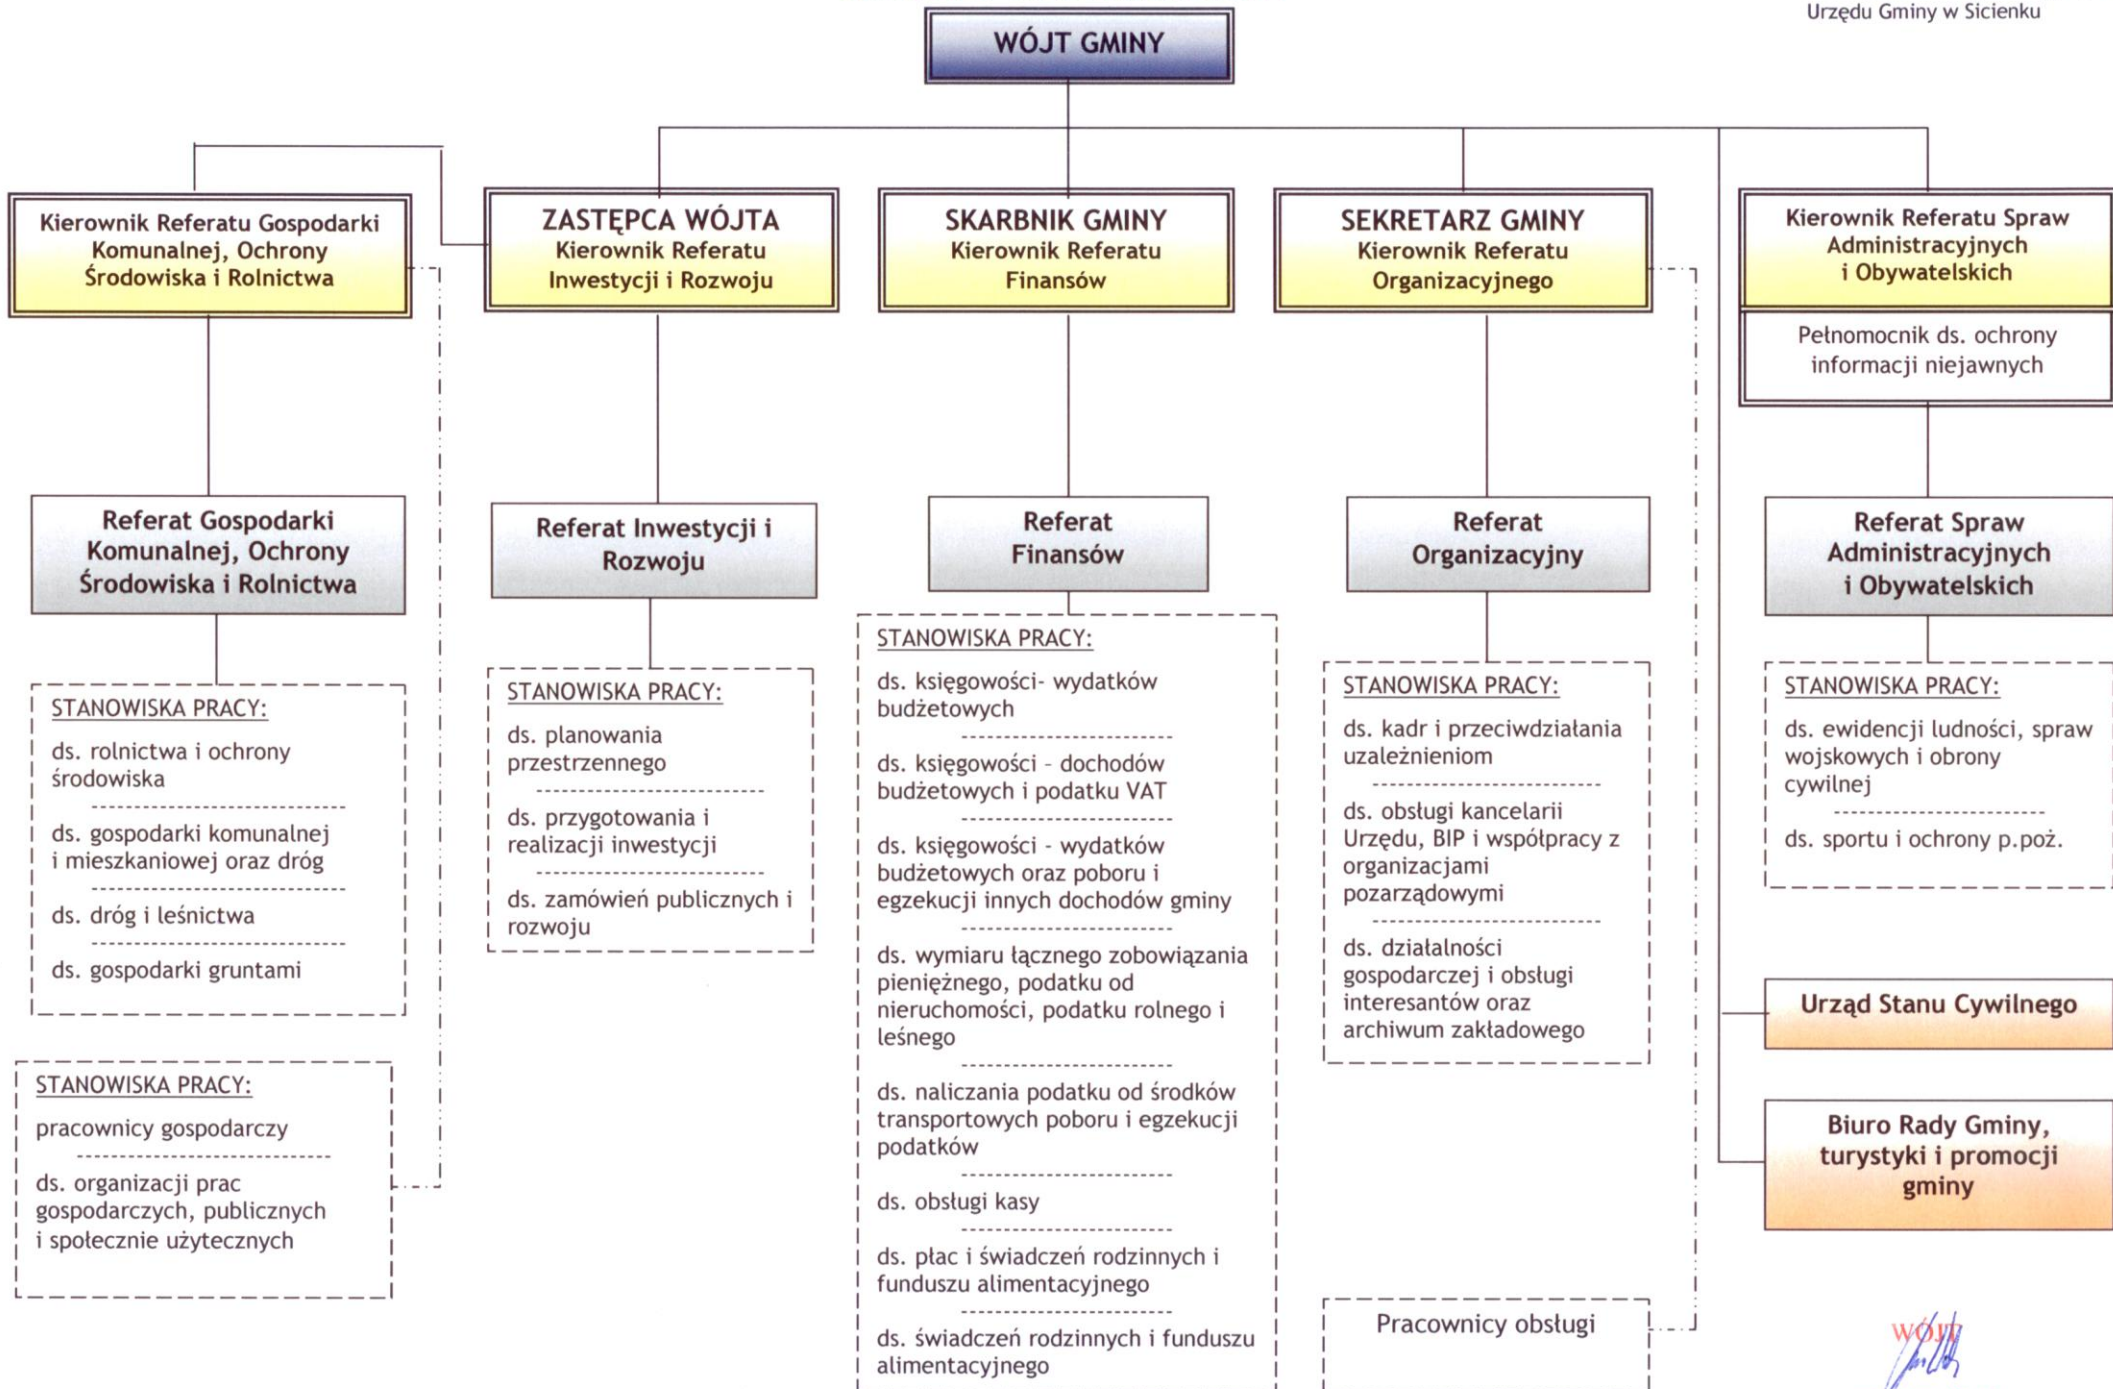 Urzędu Gminy w Sicienku
WÓJT GMINY
Kierownik Referatu Gospodarki
Komunalnej, Ochrony
Środowiska i Rolnictwa
ZASTĘPCA WÓJTA
Kierownik Referatu
Inwestycji i Rozwoju
SKARBNIK GMINY
Kierownik Referatu
Finansów
SEKRETARZ GMINY
Kierownik Referatu
Organizacyjnego
Kierownik Referatu Spraw
Administracyjnych
i Obywatelskich
Pełnomocnik ds. ochrony
informacji niejawnych
Referat Gospodarki
Komunalnej, Ochrony
Środowiska i Rolnictwa
Referat Inwestycji i
Rozwoju
Referat
Finansów
Referat
Organizacyjny
Referat Spraw
Administracyjnych
i Obywatelskich
STANOWISKA PRACY:
ds. rolnictwa i ochrony
środowiska
ds. gospodarki komunalnej
i mieszkaniowej oraz dróg
ds. dróg i leśnictwa
ds. gospodarki gruntami
STANOWISKA PRACY:
pracownicy gospodarczy
ds. organizacji prac
gospodarczych, publicznych
i społecznie użytecznych
STANOWISKA PRACY:
ds. planowania
przestrzennego
ds. przygotowania i
realizacji inwestycji
ds. zamówień publicznych i
rozwoju
STANOWISKA PRACY:
ds. księgowości- wydatków
budżetowych
ds. księgowości - dochodów
budżetowych i podatku VAT
ds. księgowości - wydatków
budżetowych oraz poboru i
egzekucji innych dochodów gminy
ds. wymiaru łącznego zobowiązania
pieniężnego, podatku od
nieruchomości, podatku rolnego i
leśnego
ds. naliczania podatku od środków
transportowych poboru i egzekucji
podatków
ds. obsługi kasy
ds. płac i świadczeń rodzinnych i
funduszu alimentacyjnego
ds. świadczeń rodzinnych i funduszu
alimentacyjnego
STANOWISKA PRACY:
ds. kadr i przeciwdziałania
uzależnieniom
ds. obsługi kancelarii
Urzędu, BIP i współpracy z
organizacjami
pozarządowymi
ds. działalności
gospodarczej i obsługi
interesantów oraz
archiwum zakładowego
Pracownicy obsługi
STANOWISKA PRACY:
ds. ewidencji ludności, spraw
wojskowych i obrony
cywilnej
ds. sportu i ochrony p.poż.
Urząd Stanu Cywilnego
Biuro Rady Gminy,
turystyki i promocji
gminy
WÓJT